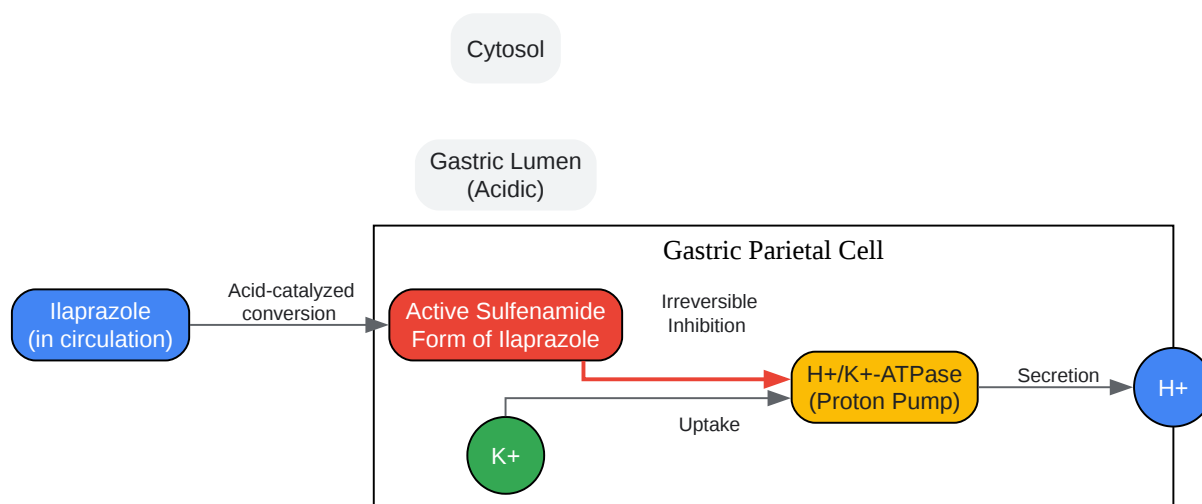 Cytosol
Gastric Lumen
(Acidic)
Gastric Parietal Cell
Ilaprazole
(in circulation)
Acid-catalyzed
conversion
Active Sulfenamide
Form of Ilaprazole
Irreversible
Inhibition
H+/K+-ATPase
(Proton Pump)
Secretion
H+
Uptake
K+